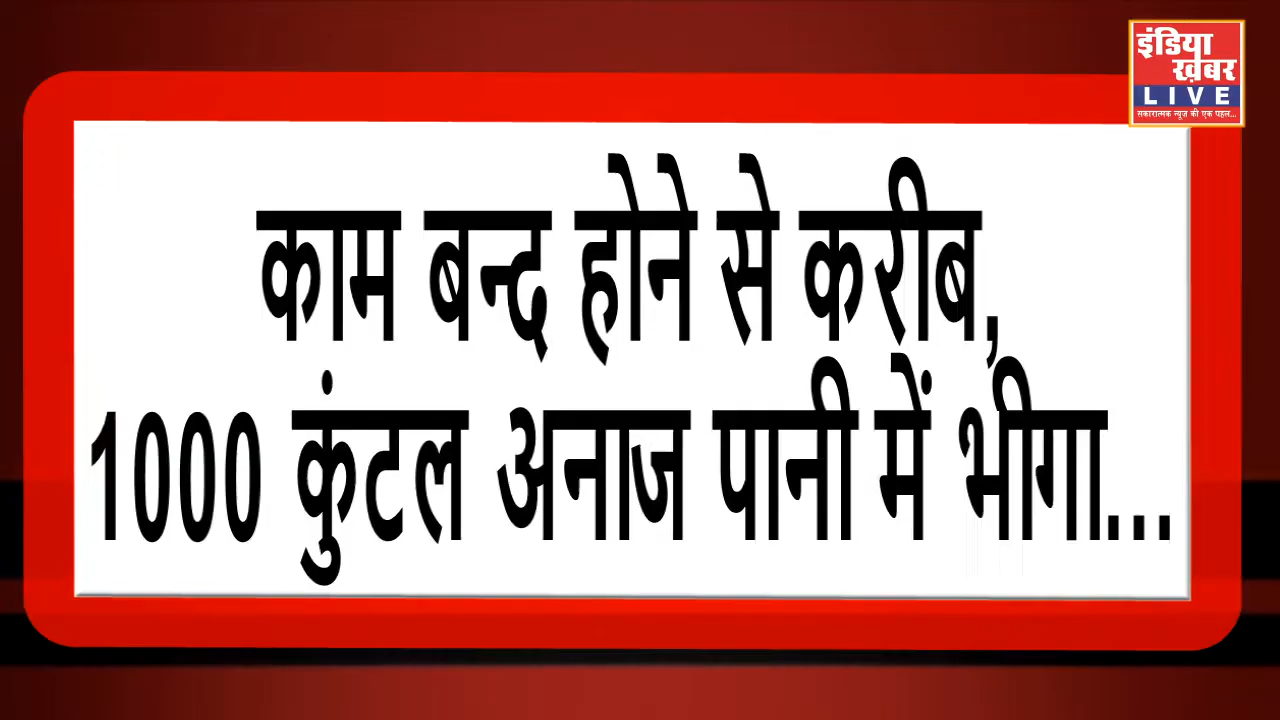 इंडिया
ख़बर
LIVE
सकारात्मक न्यूज़ की एक पहल...
काम बन्द होने से करीब,
1000 कुंटल अनाज पानी में भीगा...